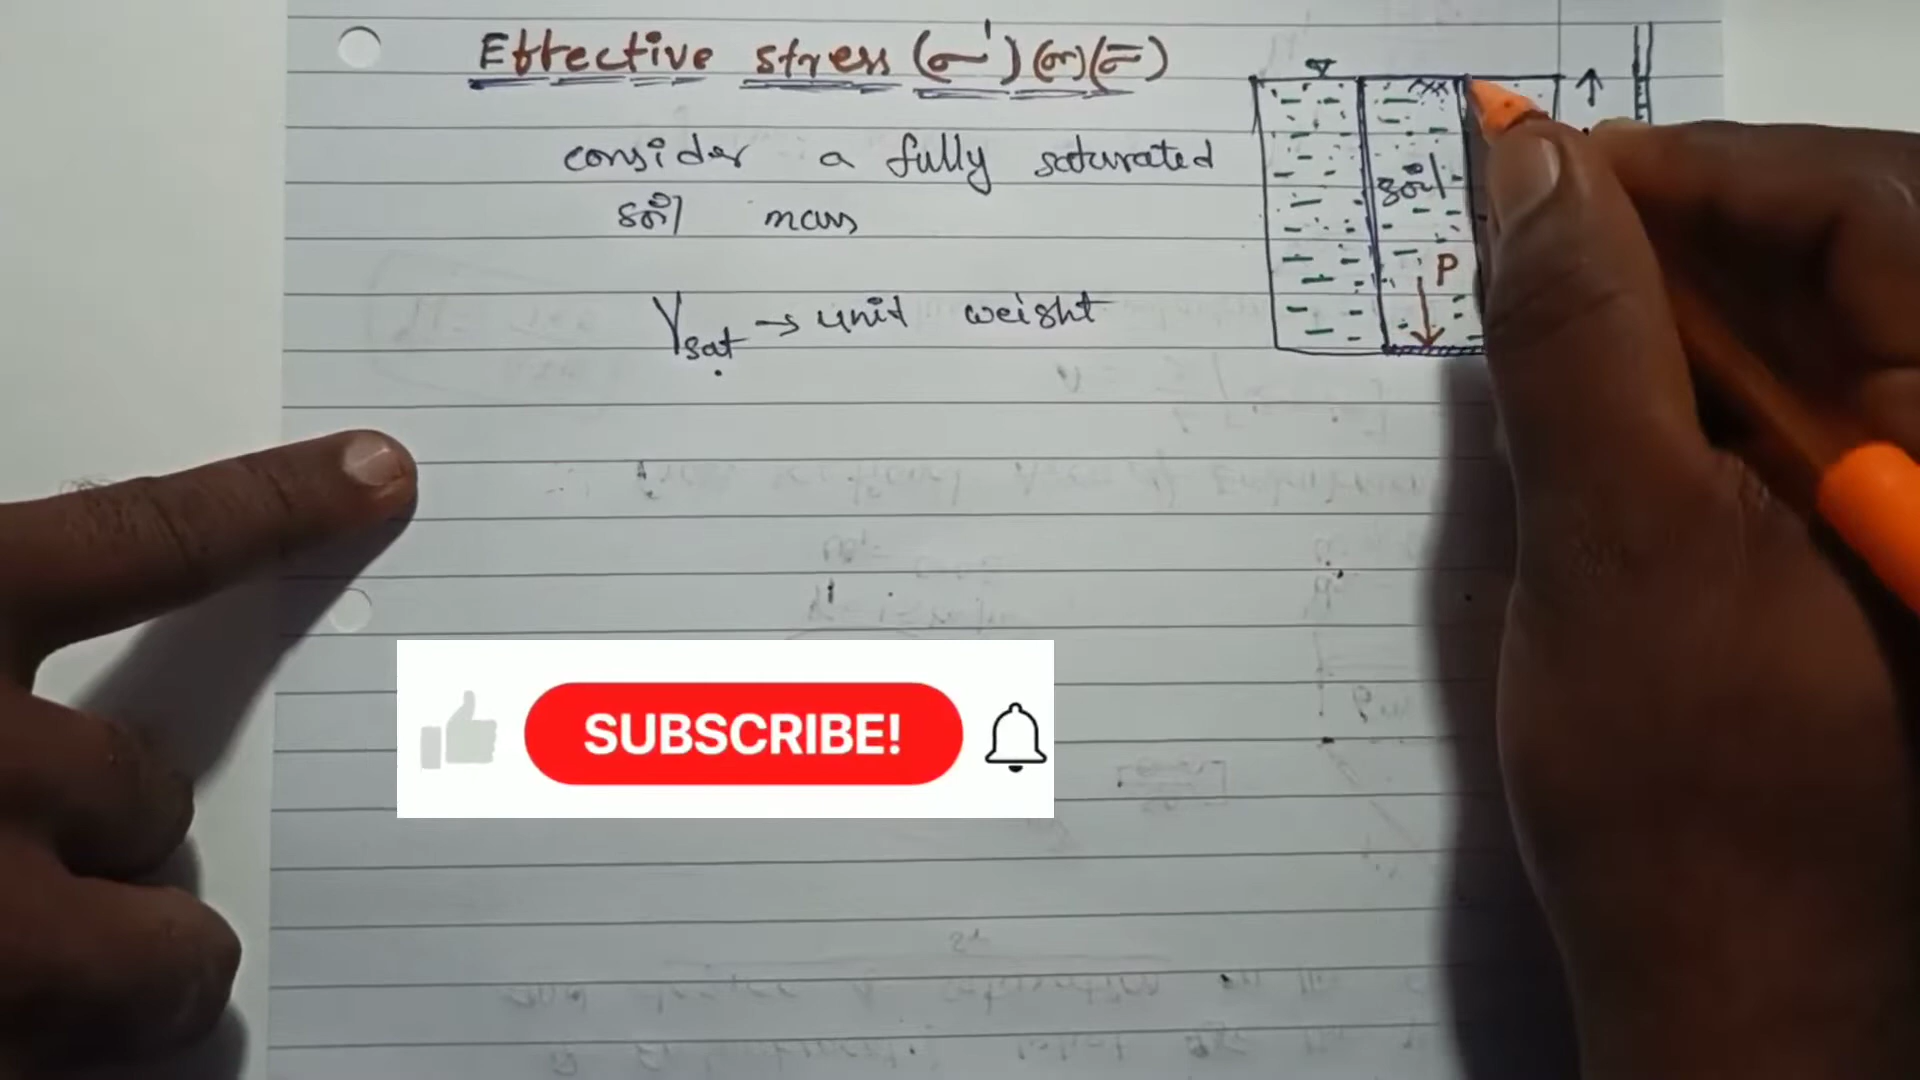 Effective stress (σ') (or) (σ̅)
consider a fully saturated
soil mass
γsat → unit weight
soil
P
SUBSCRIBE!